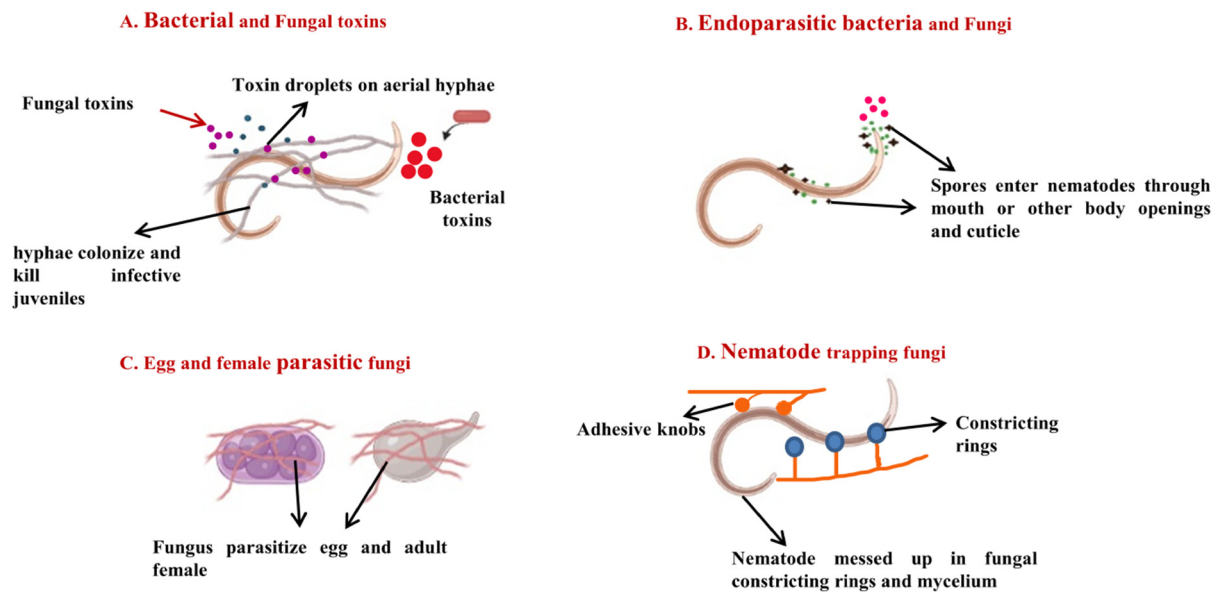 A. Bacterial and Fungal toxins
Toxin droplets on aerial hyphae
Fungal toxins
Bacterial
toxins
hyphae colonize and
kill infective
juveniles
B. Endoparasitic bacteria and Fungi
Spores enter nematodes through
mouth or other body openings
and cuticle
C. Egg and female parasitic fungi
Fungus parasitize egg and adult
female
D. Nematode trapping fungi
Adhesive knobs
Constricting
rings
Nematode messed up in fungal
constricting rings and mycelium